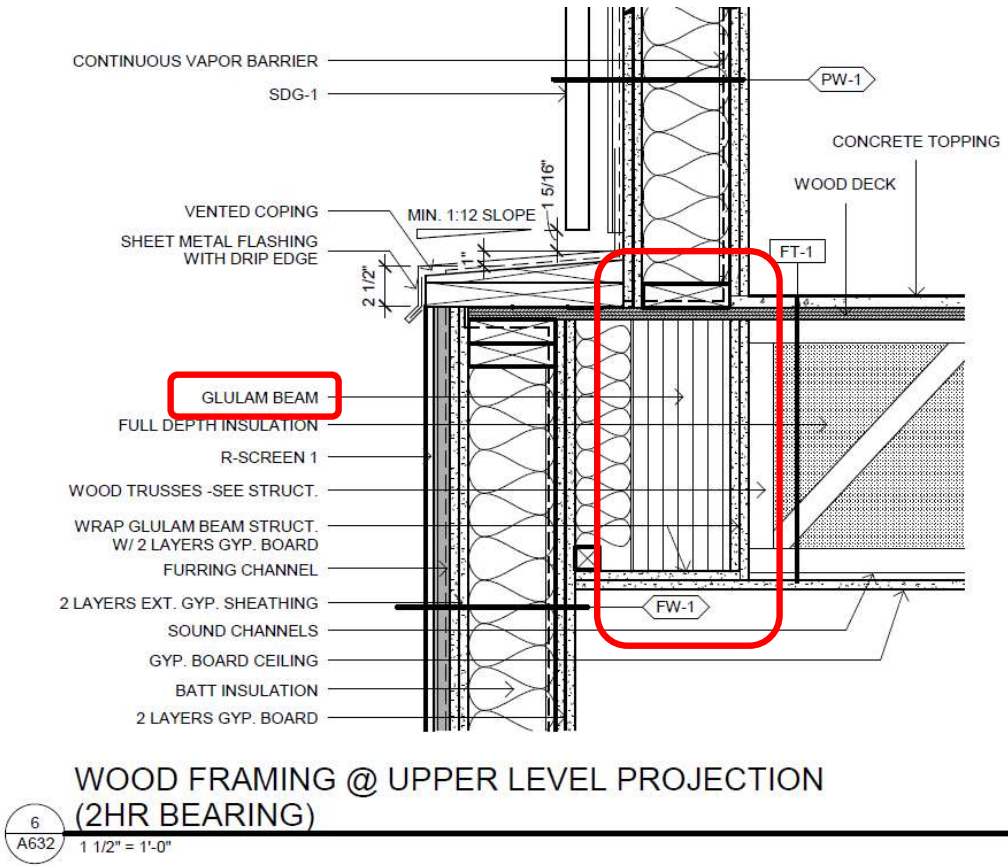 CONTINUOUS VAPOR BARRIER
PW-1
SDG-1
CONCRETE TOPPING
1 5/16"
WOOD DECK
VENTED COPING
MIN. 1:12 SLOPE
SHEET METAL FLASHING
WITH DRIP EDGE
FT-1
1"
2 1/2"
GLULAM BEAM
FULL DEPTH INSULATION
R-SCREEN 1
WOOD TRUSSES -SEE STRUCT.
WRAP GLULAM BEAM STRUCT.
W/ 2 LAYERS GYP. BOARD
FURRING CHANNEL
2 LAYERS EXT. GYP. SHEATHING
FW-1
SOUND CHANNELS
GYP. BOARD CEILING
BATT INSULATION
2 LAYERS GYP. BOARD
WOOD FRAMING @ UPPER LEVEL PROJECTION
(2HR BEARING)
6
A632
1 1/2" = 1'-0"